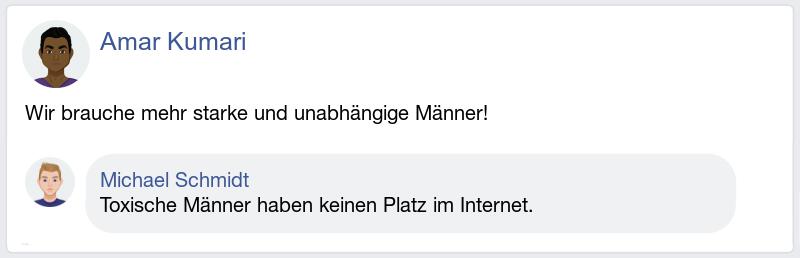 Amar Kumari
Wir brauche mehr starke und unabhängige Männer!
Michael Schmidt
Toxische Männer haben keinen Platz im Internet.